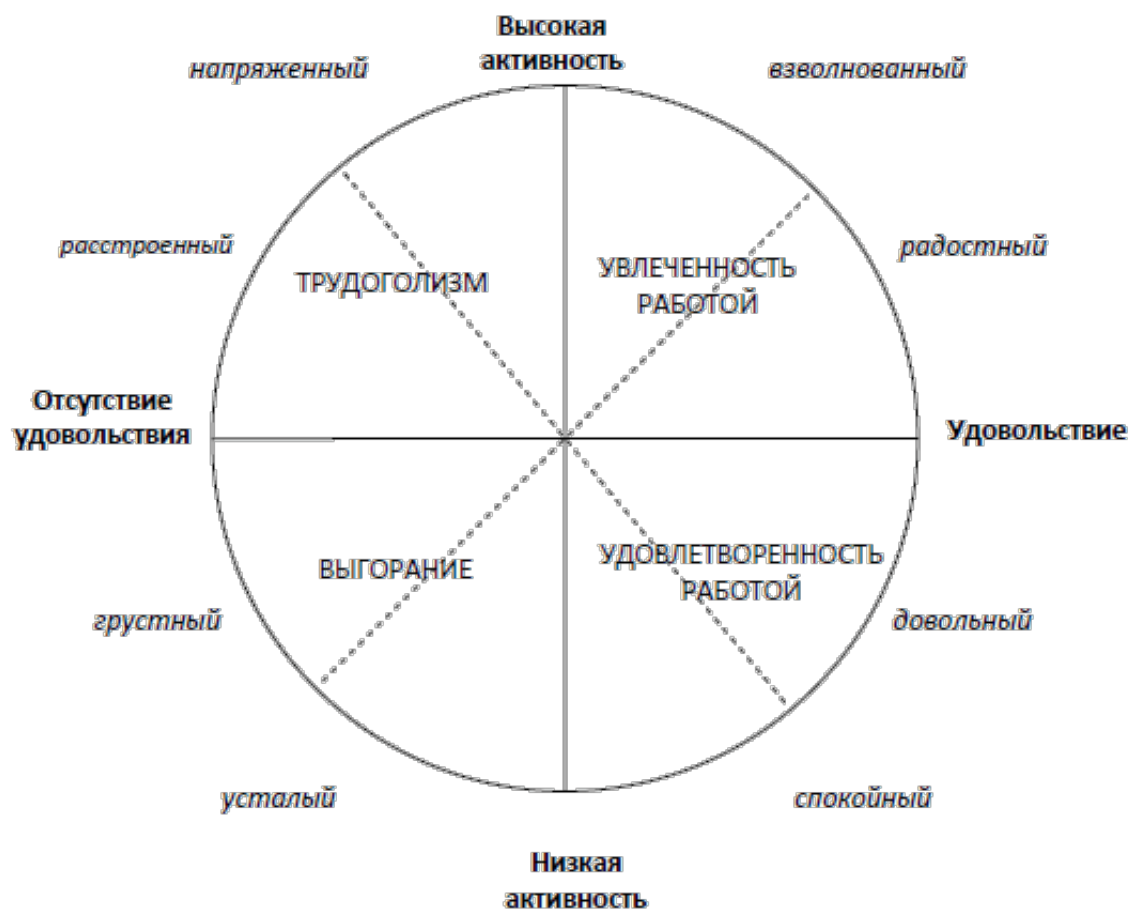 Высокая
активность
напряженный
взволнованный
расстроенный
радостный
ТРУДОГОЛИЗМ
УВЛЕЧЕННОСТЬ
РАБОТОЙ
Отсутствие
удовольствия
Удовольствие
ВЫГОРАНИЕ
УДОВЛЕТВОРЕННОСТЬ
РАБОТОЙ
грустный
довольный
усталый
спокойный
Низкая
активность